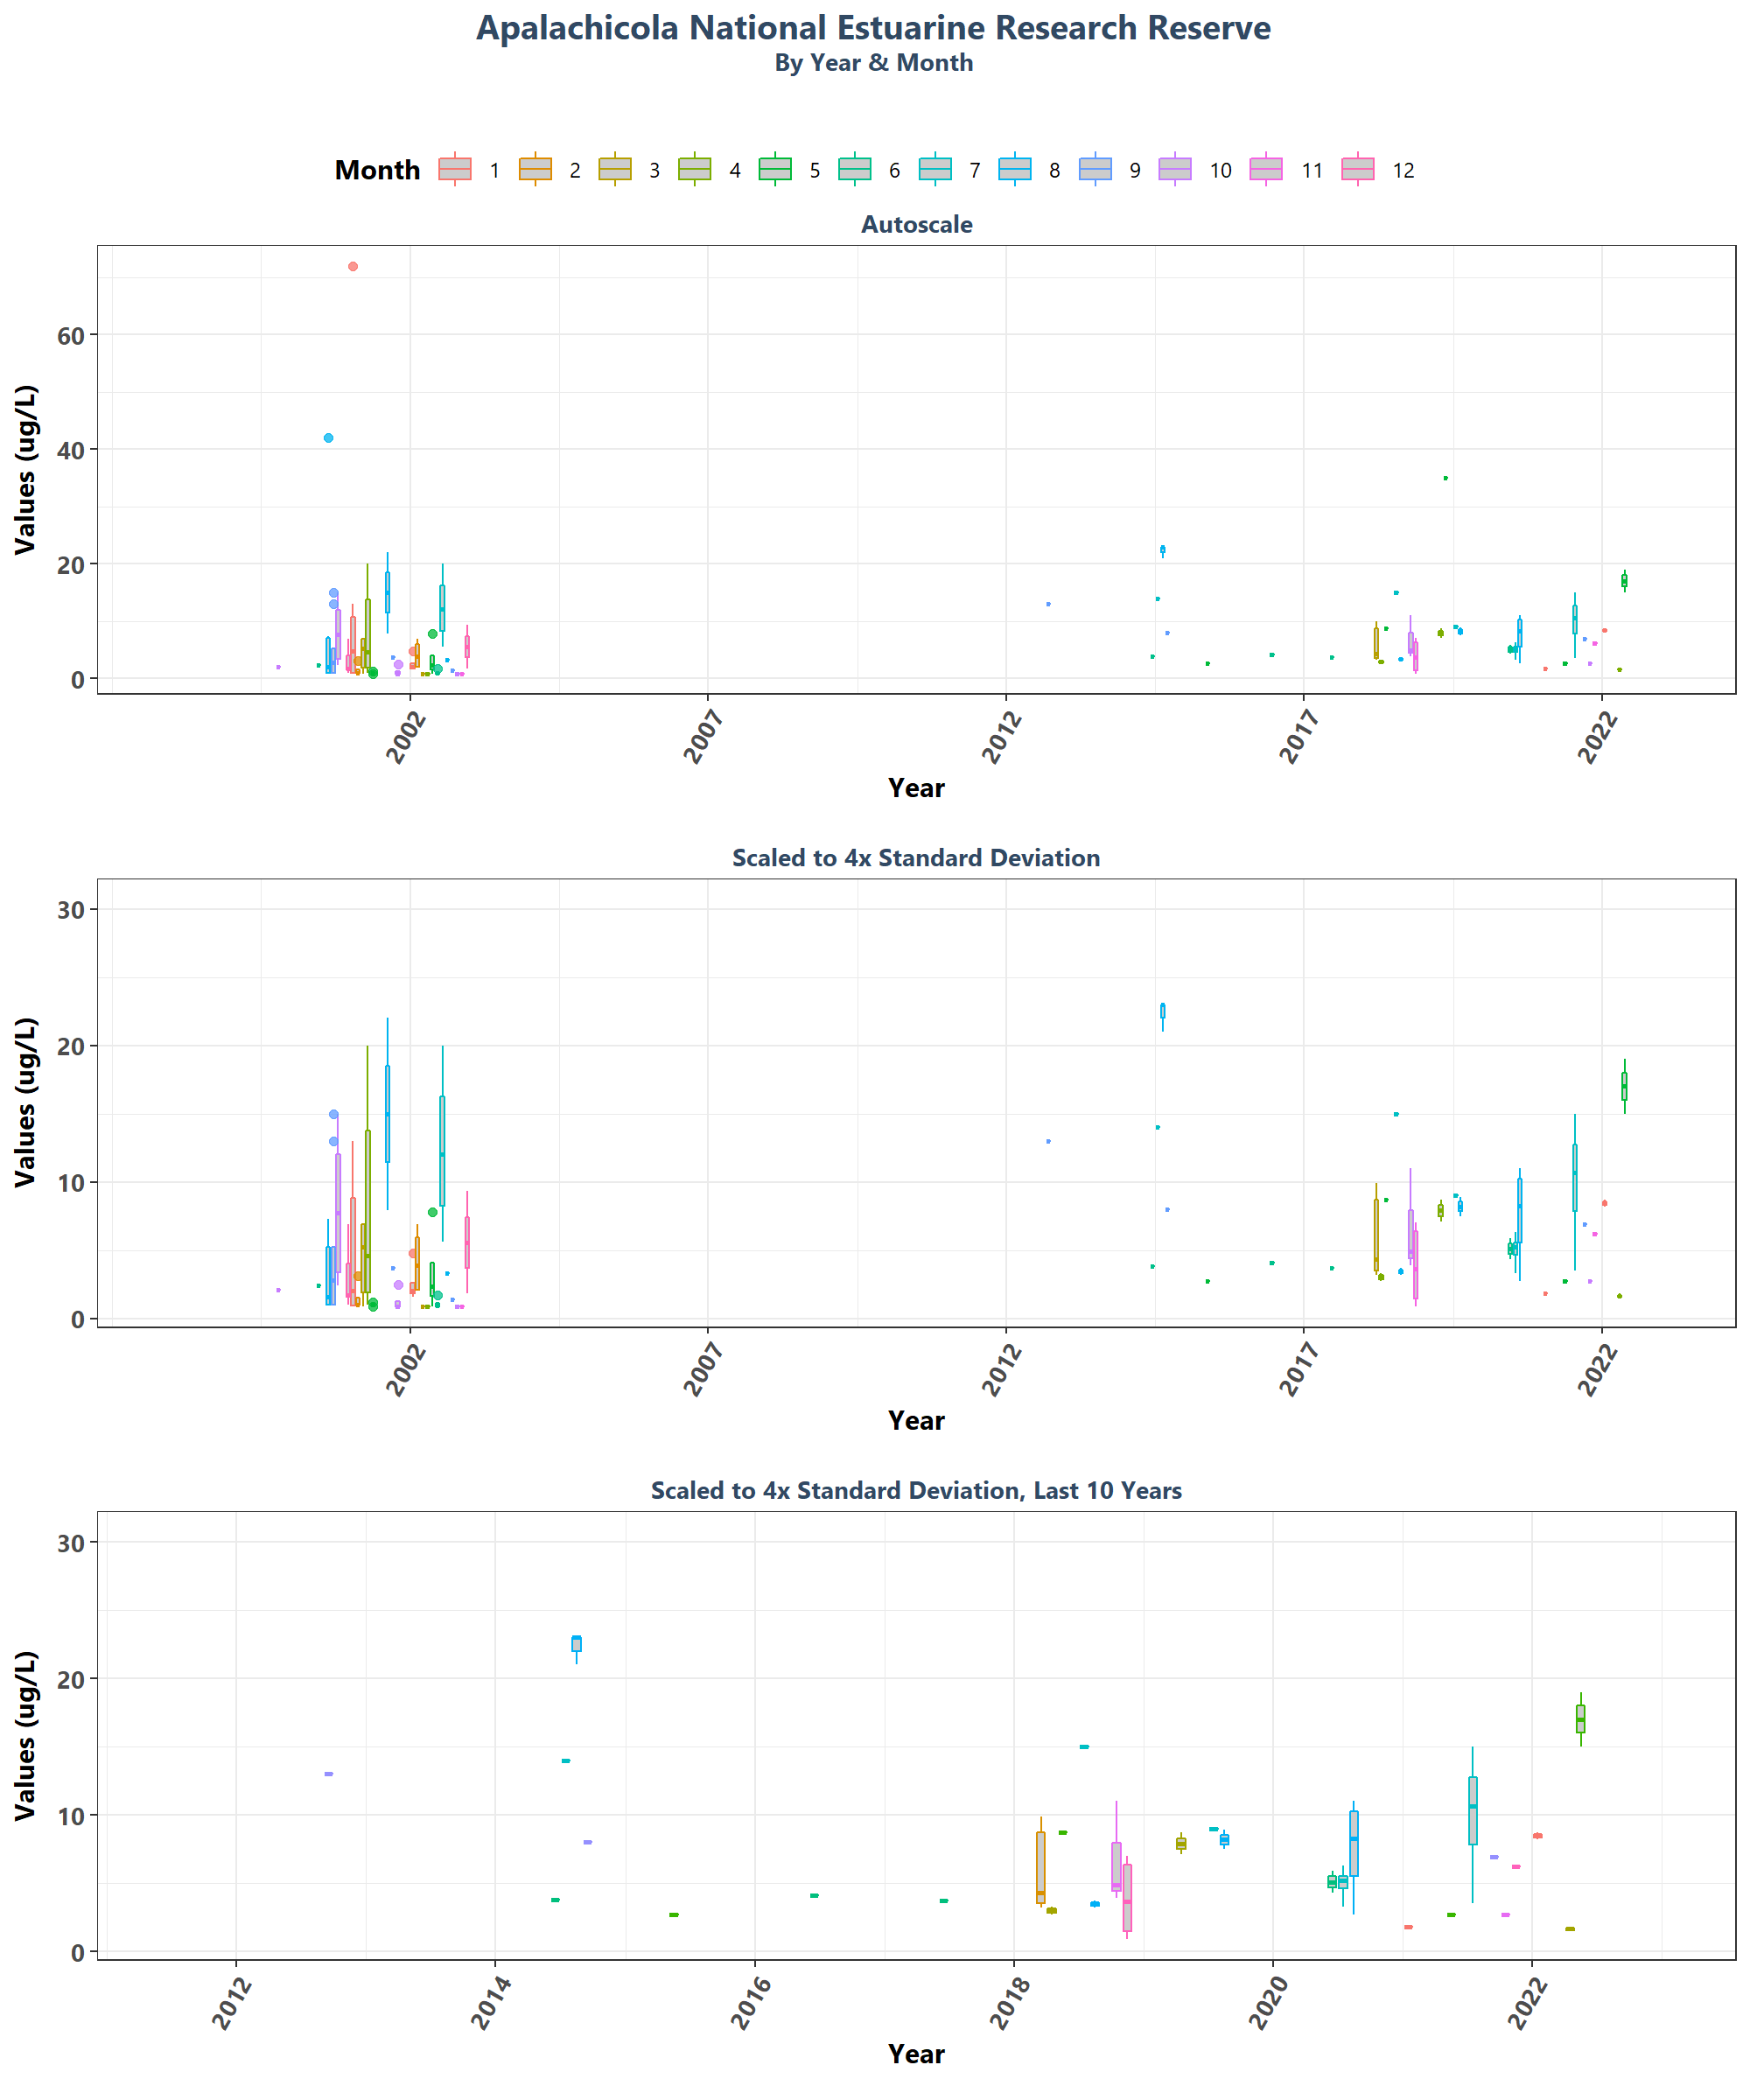 Apalachicola National Estuarine Research Reserve
By Year & Month
Month 1 2 3 4 5 6 7 8 9 10 11 12
Autoscale
Values (ug/L)
60
40
20
0
2002 2007 2012 2017 2022
Year
Scaled to 4x Standard Deviation
Values (ug/L)
30
20
10
0
2002 2007 2012 2017 2022
Year
Scaled to 4x Standard Deviation, Last 10 Years
Values (ug/L)
30
20
10
0
2012 2014 2016 2018 2020 2022
Year